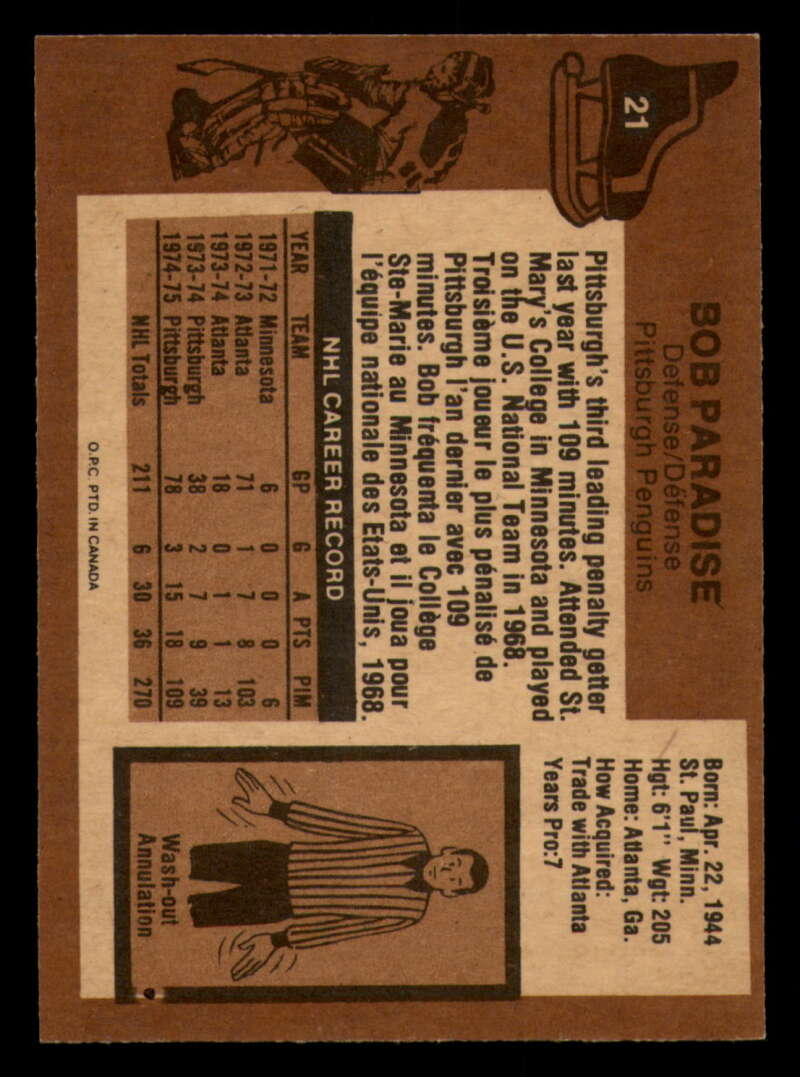 21
BOB PARADISE
Defense/Défense
Pittsburgh Penguins
Born: Apr. 22, 1944
St. Paul, Minn.
Hgt: 6'1" Wgt: 205
Home: Atlanta, Ga.
How Acquired:
Trade with Atlanta
Years Pro:7
Pittsburgh's third leading penalty getter
last year with 109 minutes. Attended St.
Mary's College in Minnesota and played
on the U.S. National Team in 1968.
Troisième joueur le plus pénalisé de
Pittsburgh l'an dernier avec 109
minutes. Bob fréquenta le Collège
Ste-Marie au Minnesota et il joua pour
l'équipe nationale des Etats-Unis, 1968.
NHL CAREER RECORD
YEAR TEAM GP G A PTS PIM
1971-72 Minnesota 6 0 0 0 6
1972-73 Atlanta 71 1 7 8 103
1973-74 Atlanta 18 0 1 1 13
1973-74 Pittsburgh 38 2 7 9 39
1974-75 Pittsburgh 78 3 15 18 109
NHL Totals 211 6 30 36 270
Wash-out
Annulation
O.P.C. PTD. IN CANADA